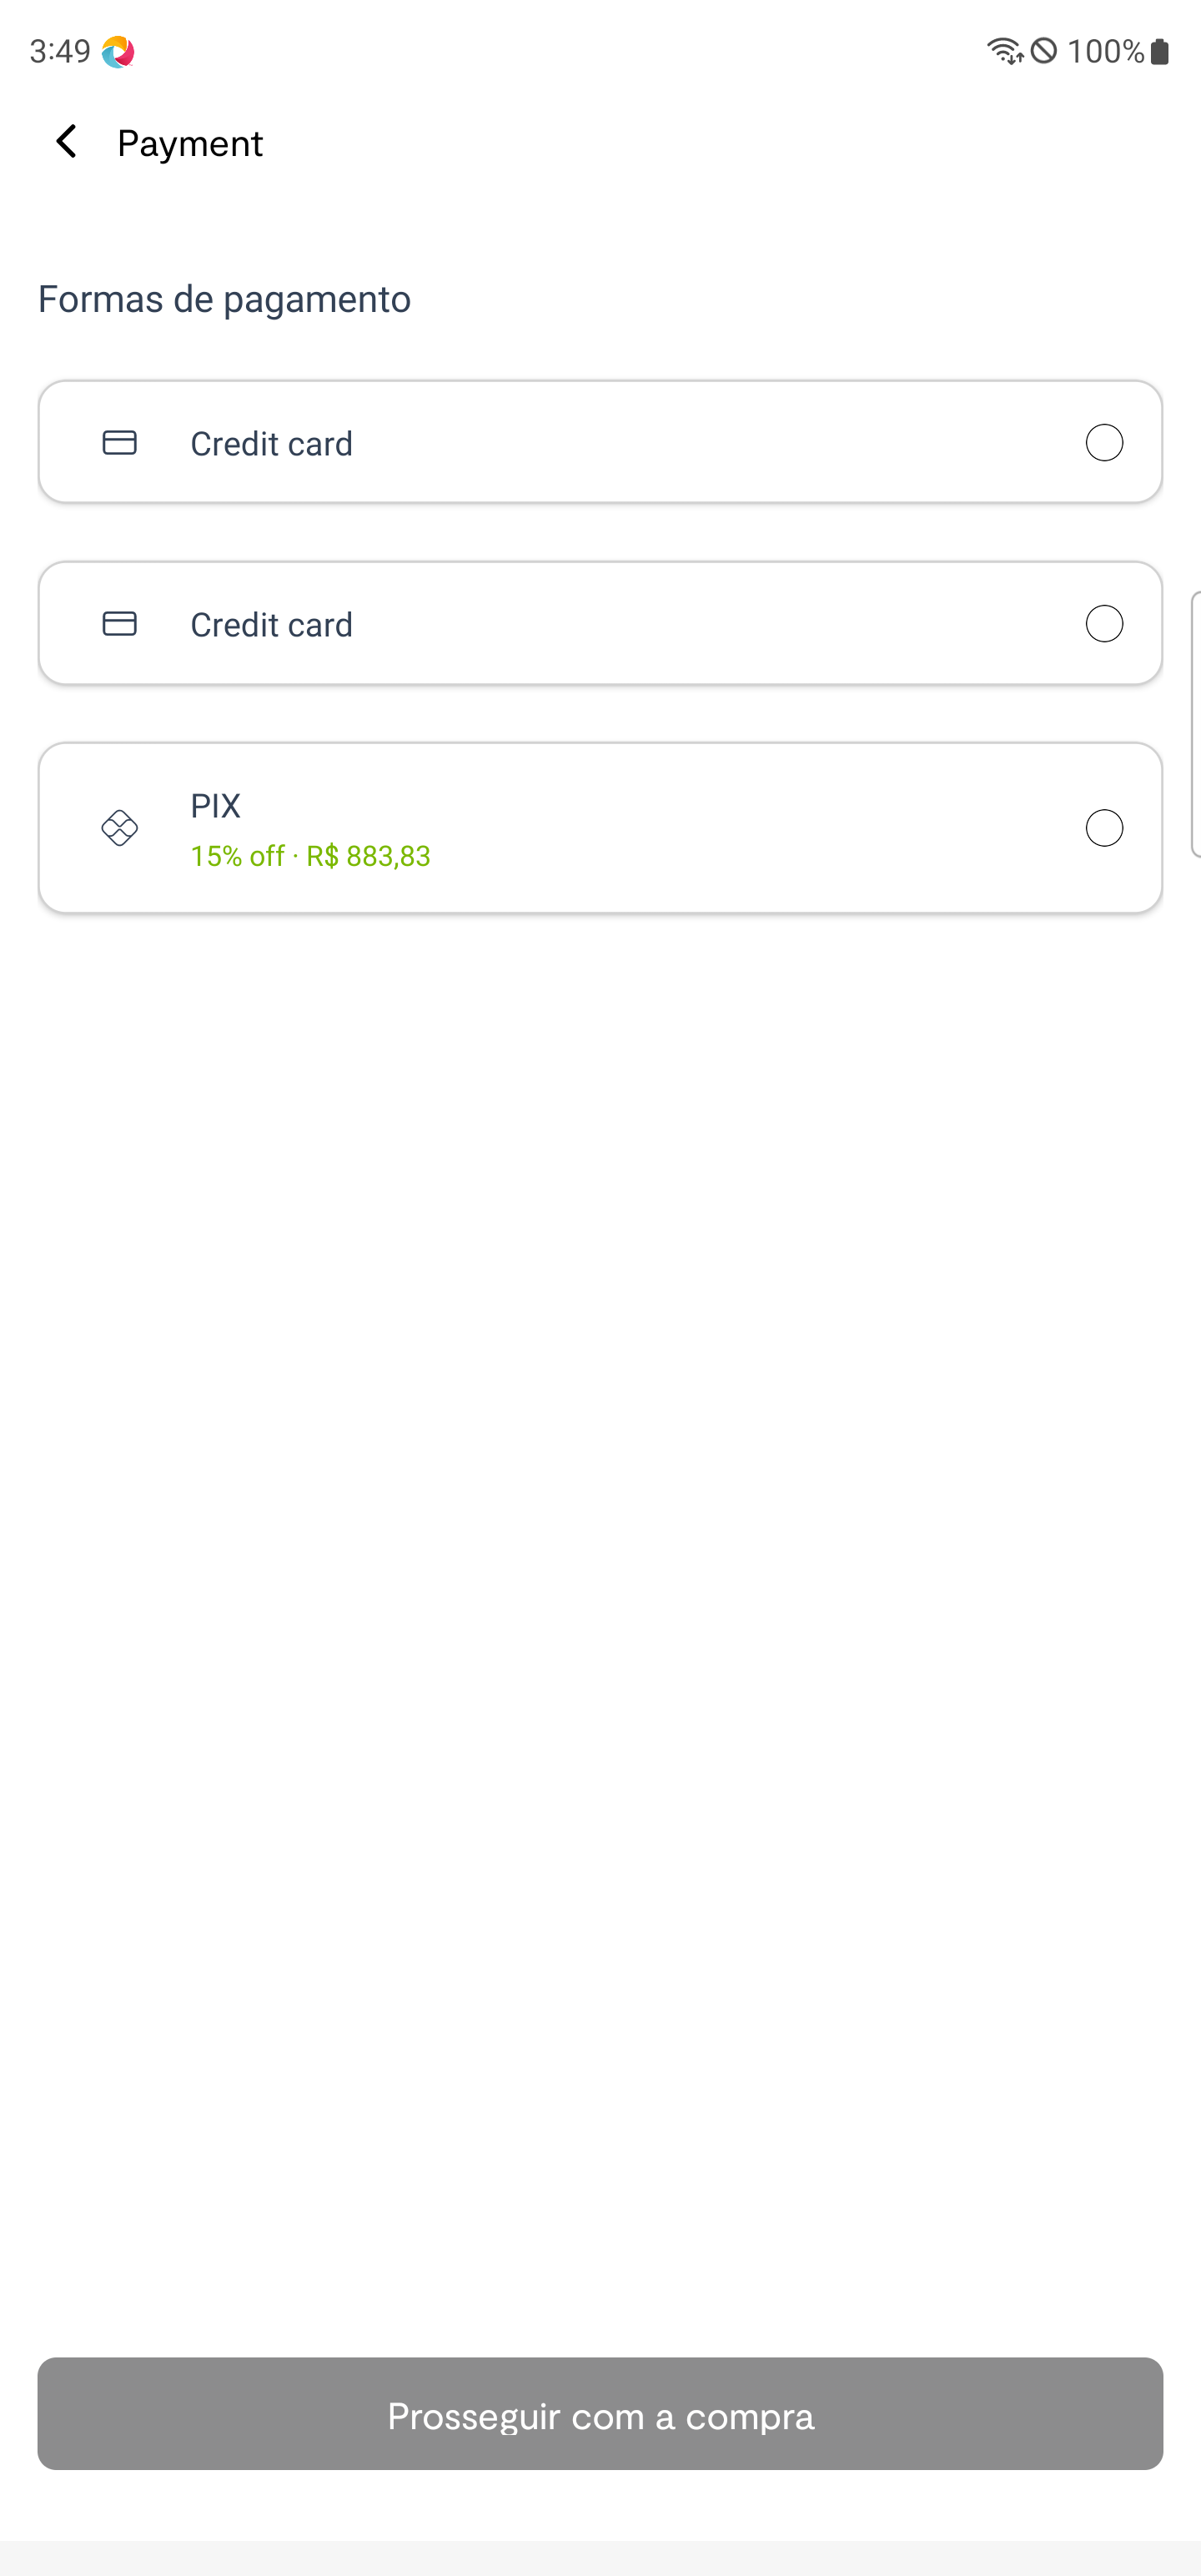 3:49 100%
Payment
Formas de pagamento
Credit card
Credit card
PIX
15% off · R$ 883,83
Prosseguir com a compra